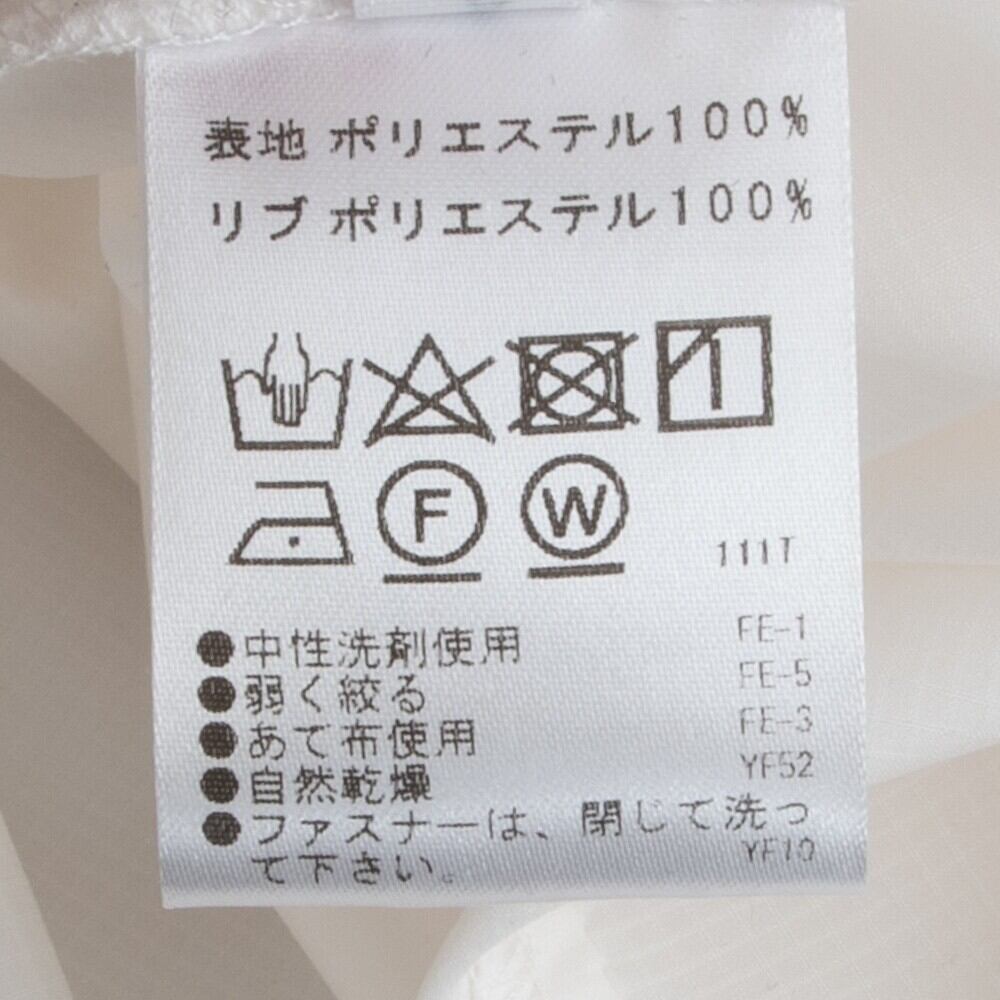 表地 ポリエステル100%
リブ ポリエステル100%
F W
111T
●中性洗剤使用 FE-1
●弱く絞る FE-5
●あて布使用 FE-3
●自然乾燥 YF52
●ファスナーは、閉じて洗っ
て下さい。 YF10